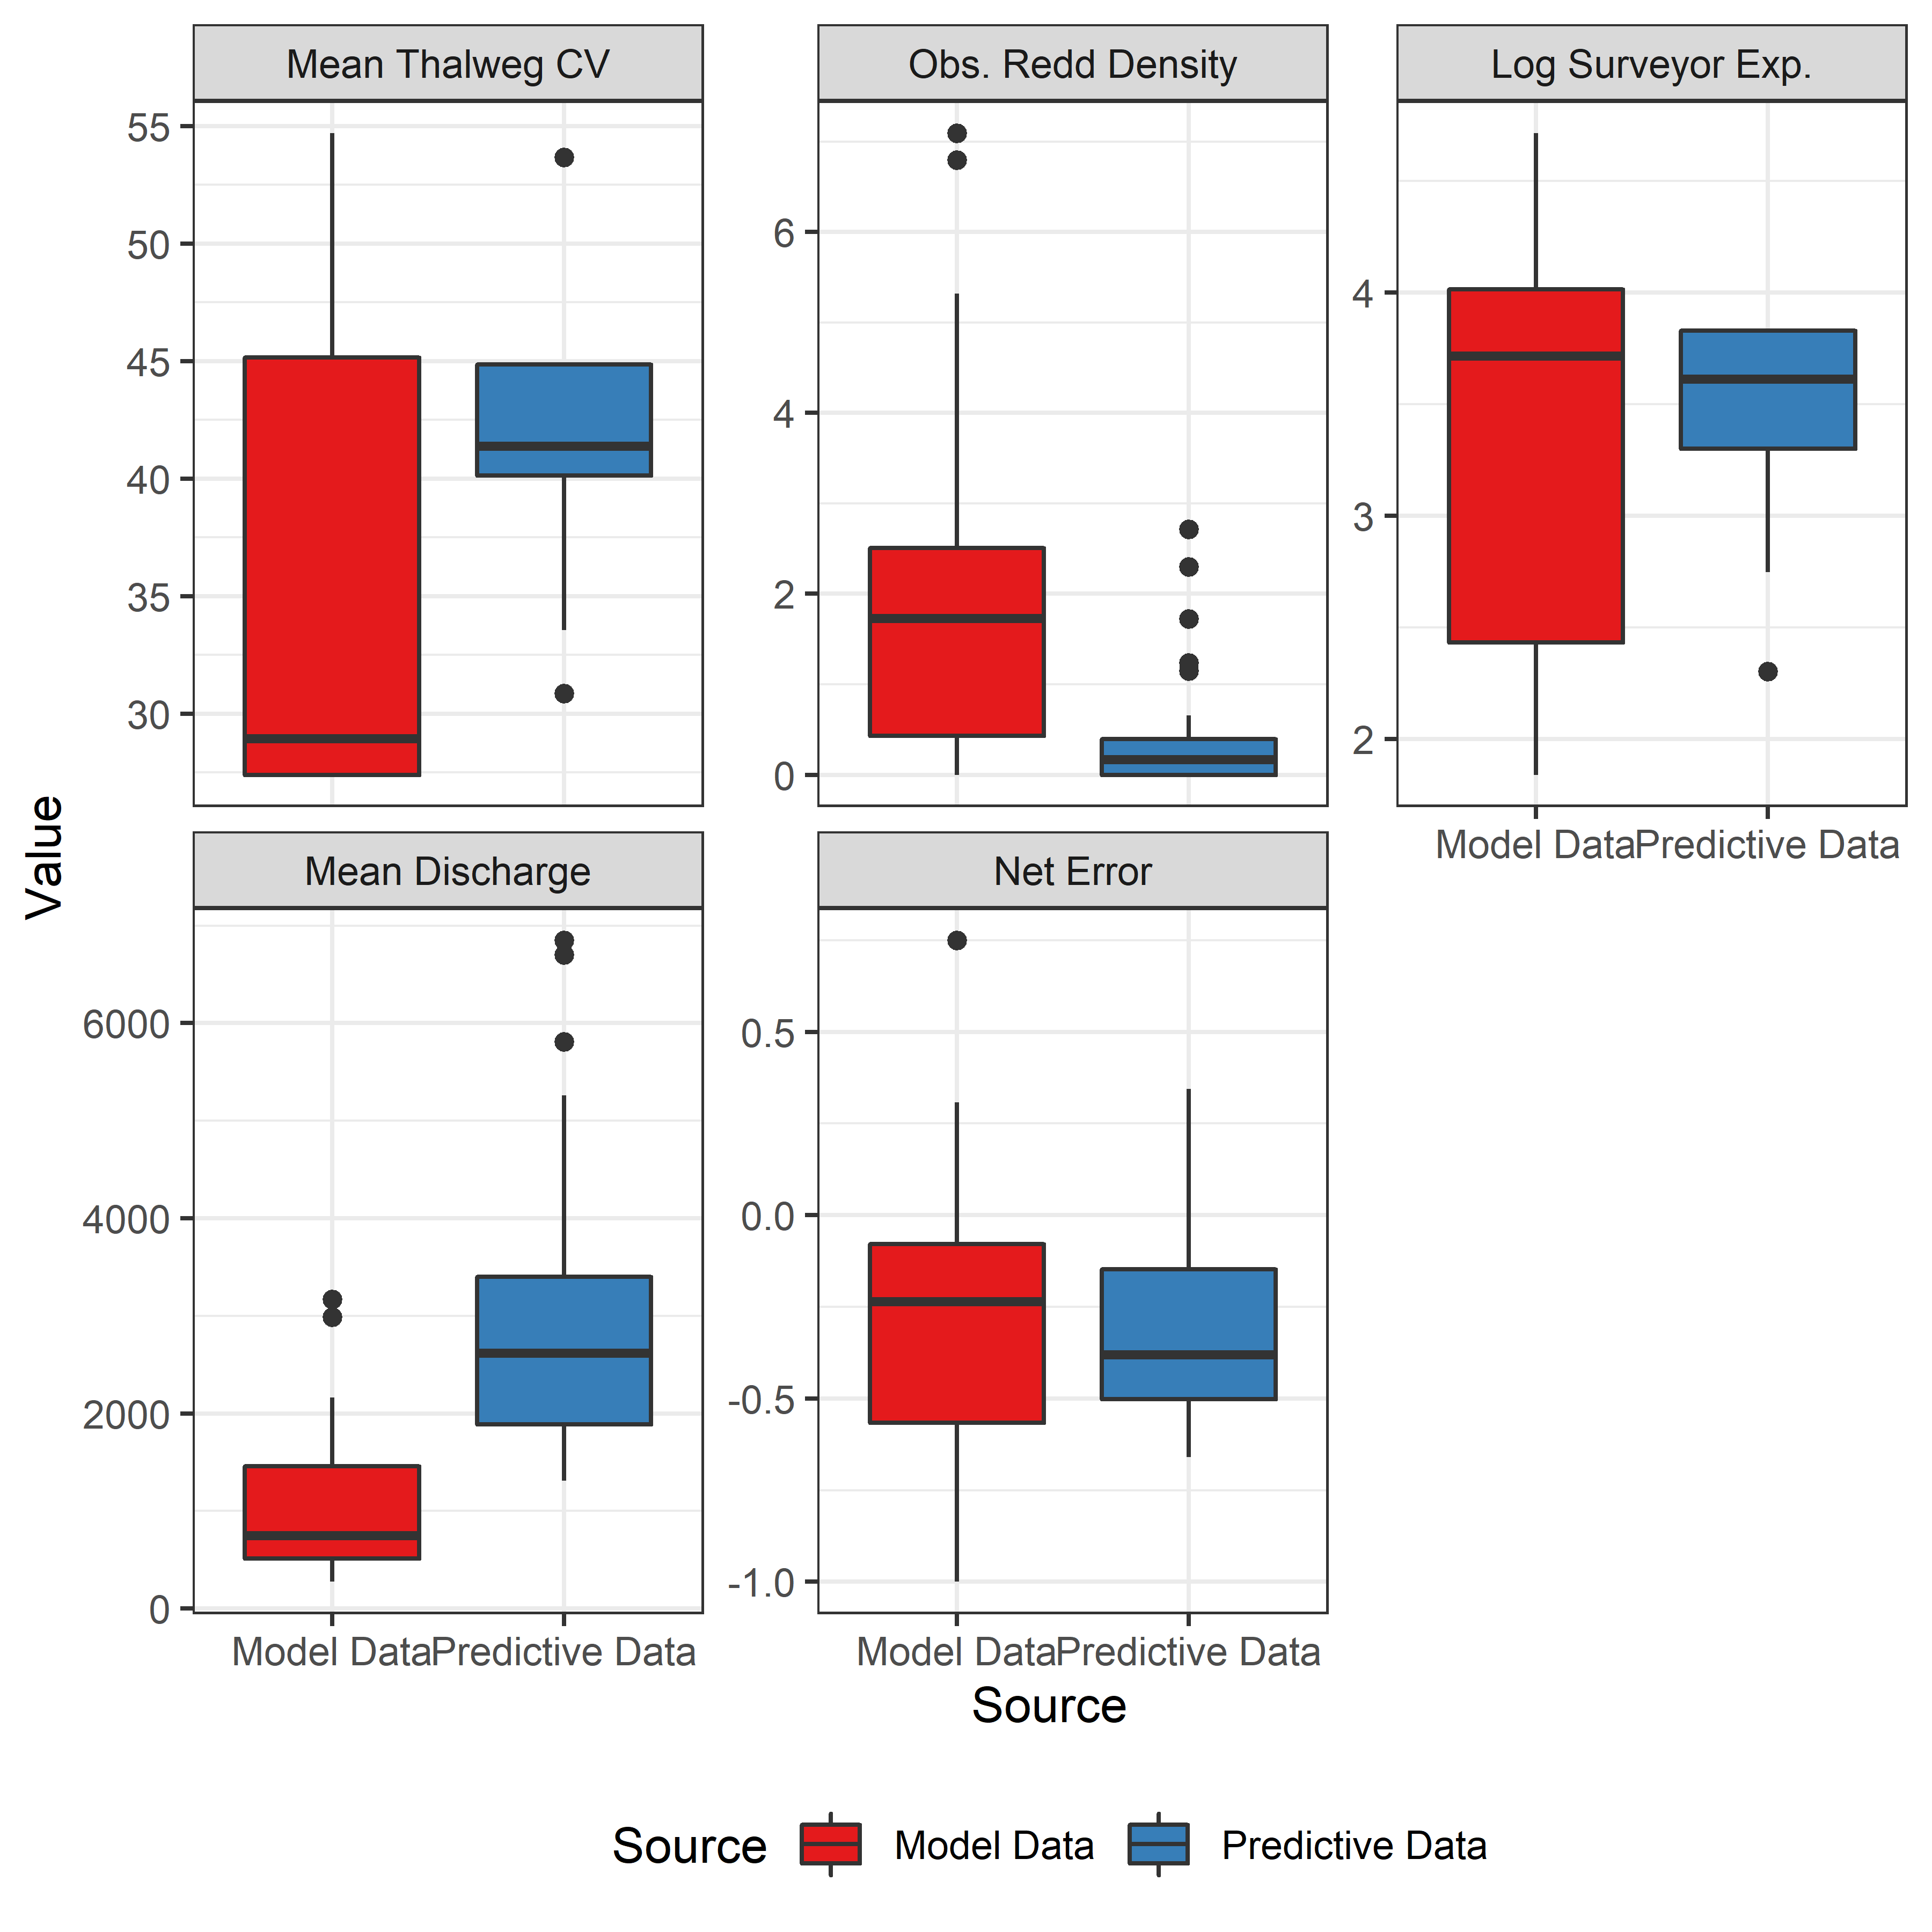 Mean Thalweg CV
Obs. Redd Density
Log Surveyor Exp.
55
50
45
40
35
30
6
4
2
0
4
3
2
Model Data
Predictive Data
Value
Mean Discharge
Net Error
6000
4000
2000
0
0.5
0.0
-0.5
-1.0
Model Data
Predictive Data
Model Data
Predictive Data
Source
Source
Model Data
Predictive Data